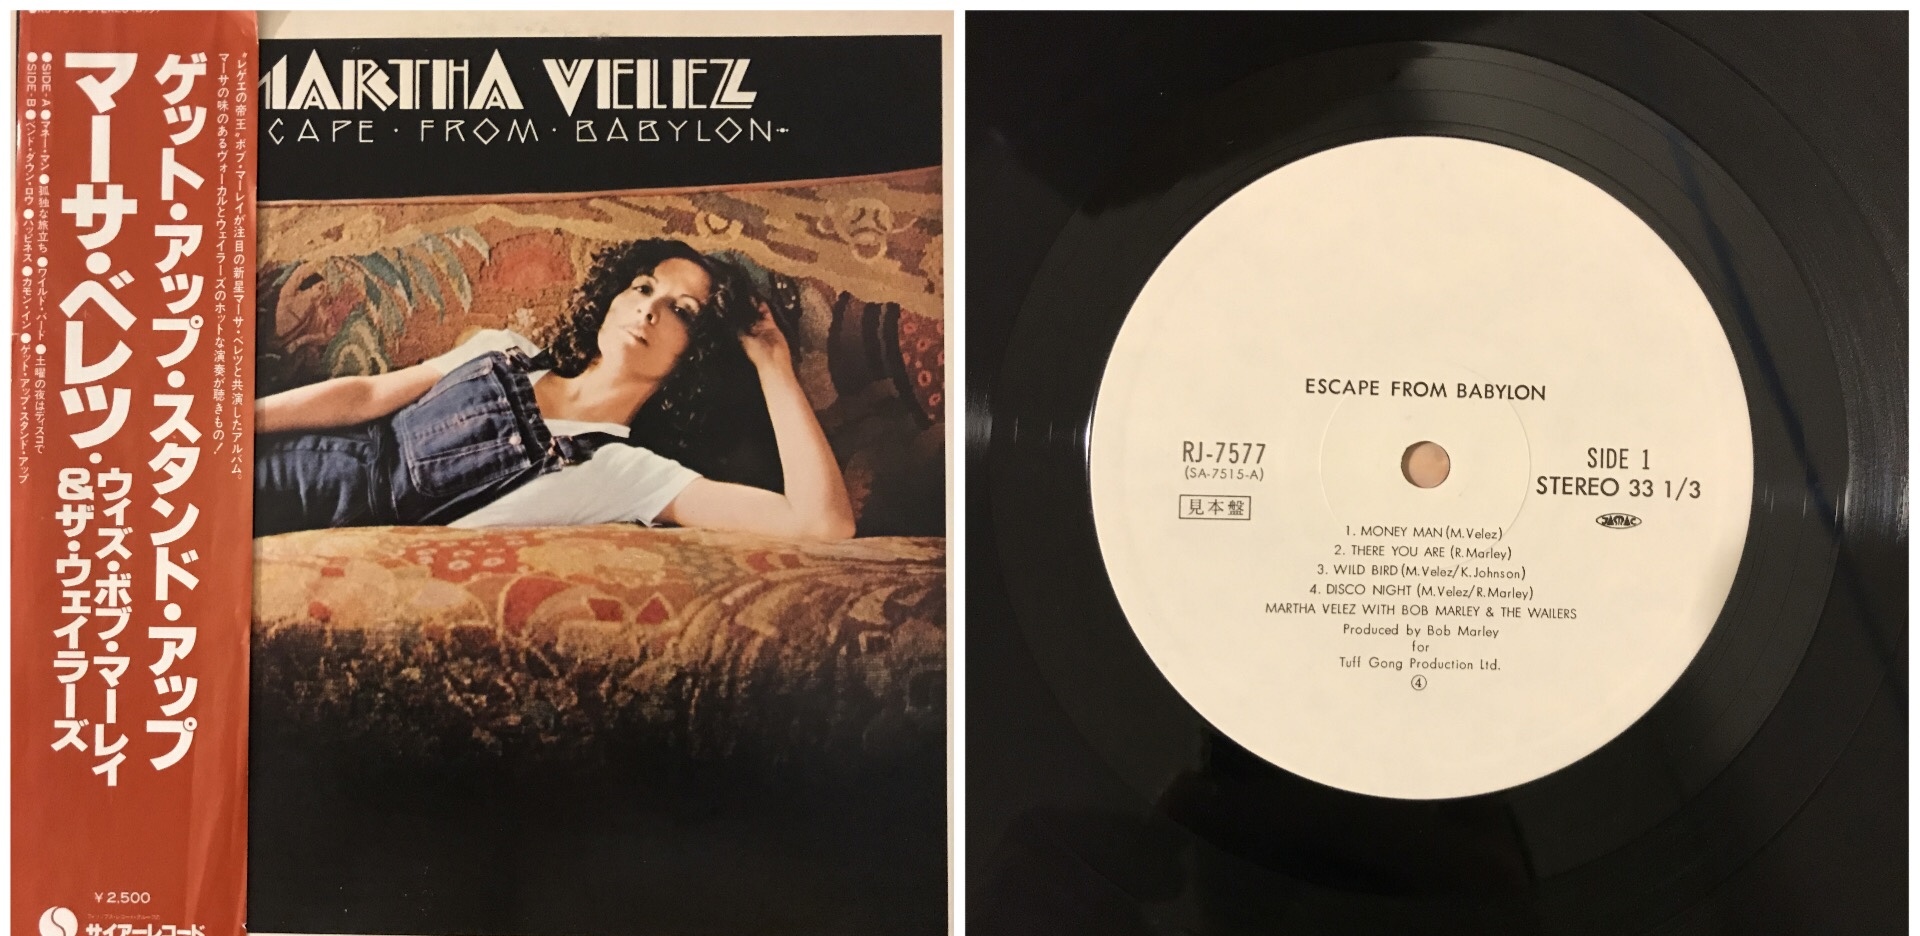 ゲット・アップ・スタンド・アップ
マーサ・ベレツ・ウィズ・ボブ・マーレイ
&ザ・ウェイラーズ
"レゲエの帝王"ボブ・マーレイが注目の新星マーサ・ベレツと共演したアルバム。
マーサの味のあるヴォーカルとウェイラーズのホットな演奏が聴きもの!
●SIDE-A●マネー・マン●孤独な旅立ち●ワイルド・バード●土曜の夜はディスコで
●SIDE-B●ベンド・ダウン・ロウ●ハッピネス●カモン・イン●ゲット・アップ・スタンド・アップ
¥2,500
サイアーレコード
MARTHA VELEZ
CAPE・FROM・BABYLON
ESCAPE FROM BABYLON
RJ-7577
(SA-7515-A)
見本盤
SIDE 1
STEREO 33 1/3
JASRAC
1. MONEY MAN (M.Velez)
2. THERE YOU ARE (R.Marley)
3. WILD BIRD (M.Velez/K.Johnson)
4. DISCO NIGHT (M.Velez/R.Marley)
MARTHA VELEZ WITH BOB MARLEY & THE WAILERS
Produced by Bob Marley
for
Tuff Gong Production Ltd.
④